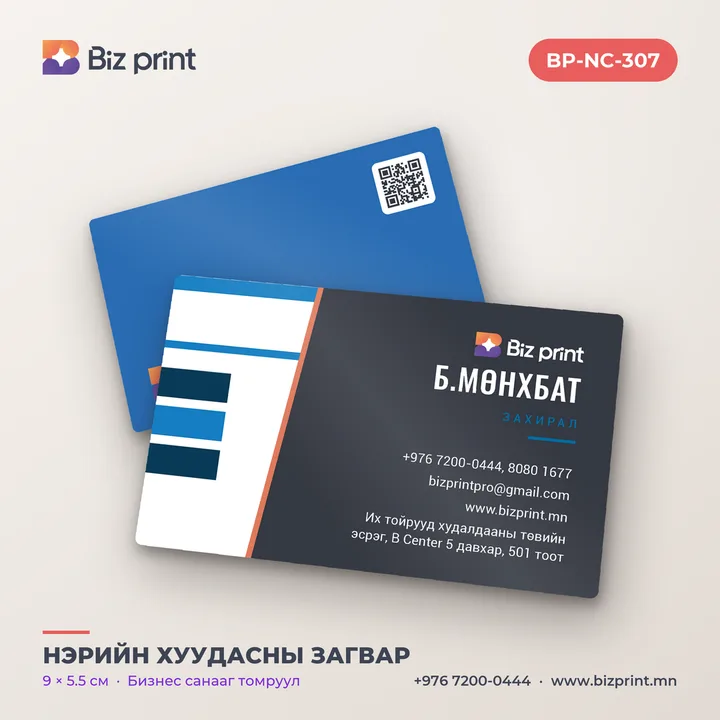 Biz print
BP-NC-307
Biz print
Б.МӨНХБАТ
ЗАХИРАЛ
+976 7200-0444, 8080 1677
bizprintpro@gmail.com
www.bizprint.mn
Их тойрууд худалдааны төвийн
эсрэг, B Center 5 давхар, 501 тоот
НЭРИЙН ХУУДАСНЫ ЗАГВАР
9 × 5.5 см · Бизнес санааг томруул
+976 7200-0444 · www.bizprint.mn